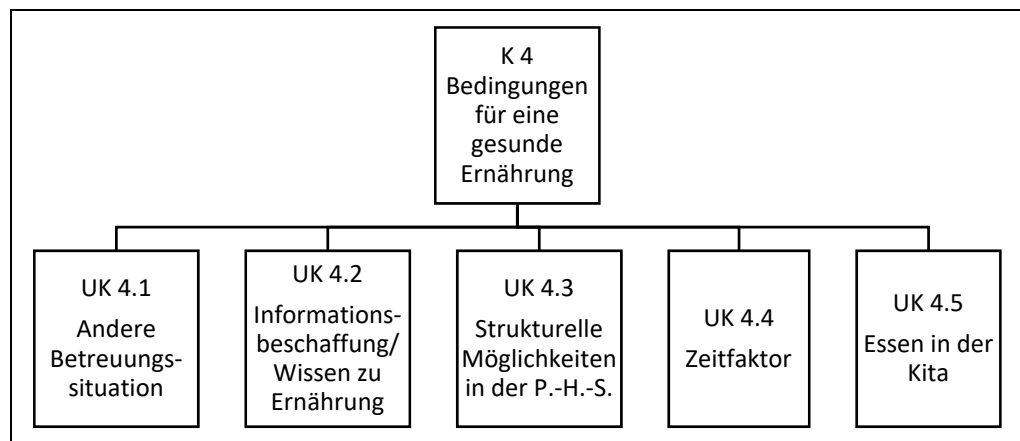 K 4
Bedingungen
für eine
gesunde
Ernährung
UK 4.1
Andere
Betreuungs-
situation
UK 4.2
Informations-
beschaffung/
Wissen zu
Ernährung
UK 4.3
Strukturelle
Möglichkeiten
in der P.-H.-S.
UK 4.4
Zeitfaktor
UK 4.5
Essen in der
Kita